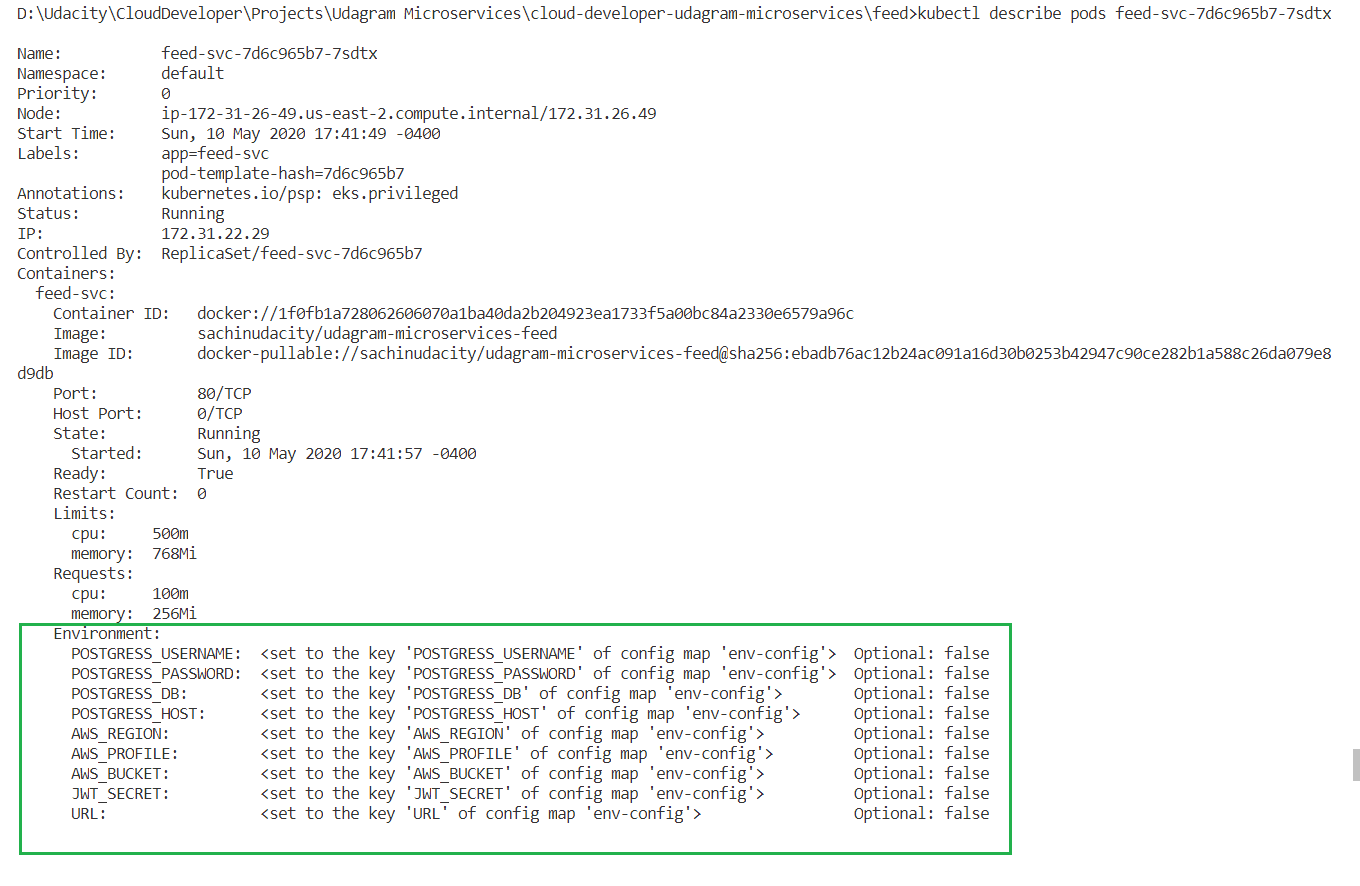 D:\Udacity\CloudDeveloper\Projects\Udagram Microservices\cloud-developer-udagram-microservices\feed>kubectl describe pods feed-svc-7d6c965b7-7sdtx
Name:           feed-svc-7d6c965b7-7sdtx
Namespace:      default
Priority:       0
Node:           ip-172-31-26-49.us-east-2.compute.internal/172.31.26.49
Start Time:     Sun, 10 May 2020 17:41:49 -0400
Labels:         app=feed-svc
                pod-template-hash=7d6c965b7
Annotations:    kubernetes.io/psp: eks.privileged
Status:         Running
IP:             172.31.22.29
Controlled By:  ReplicaSet/feed-svc-7d6c965b7
Containers:
  feed-svc:
    Container ID:   docker://1f0fb1a728062606070a1ba40da2b204923ea1733f5a00bc84a2330e6579a96c
    Image:          sachinudacity/udagram-microservices-feed
    Image ID:       docker-pullable://sachinudacity/udagram-microservices-feed@sha256:ebadb76ac12b24ac091a16d30b0253b42947c90ce282b1a588c26da079e8
d9db
    Port:           80/TCP
    Host Port:      0/TCP
    State:          Running
      Started:      Sun, 10 May 2020 17:41:57 -0400
    Ready:          True
    Restart Count:  0
    Limits:
      cpu:     500m
      memory:  768Mi
    Requests:
      cpu:     100m
      memory:  256Mi
    Environment:
      POSTGRESS_USERNAME:  <set to the key 'POSTGRESS_USERNAME' of config map 'env-config'>  Optional: false
      POSTGRESS_PASSWORD:  <set to the key 'POSTGRESS_PASSWORD' of config map 'env-config'>  Optional: false
      POSTGRESS_DB:        <set to the key 'POSTGRESS_DB' of config map 'env-config'>        Optional: false
      POSTGRESS_HOST:      <set to the key 'POSTGRESS_HOST' of config map 'env-config'>      Optional: false
      AWS_REGION:          <set to the key 'AWS_REGION' of config map 'env-config'>          Optional: false
      AWS_PROFILE:         <set to the key 'AWS_PROFILE' of config map 'env-config'>         Optional: false
      AWS_BUCKET:          <set to the key 'AWS_BUCKET' of config map 'env-config'>          Optional: false
      JWT_SECRET:          <set to the key 'JWT_SECRET' of config map 'env-config'>          Optional: false
      URL:                 <set to the key 'URL' of config map 'env-config'>                 Optional: false